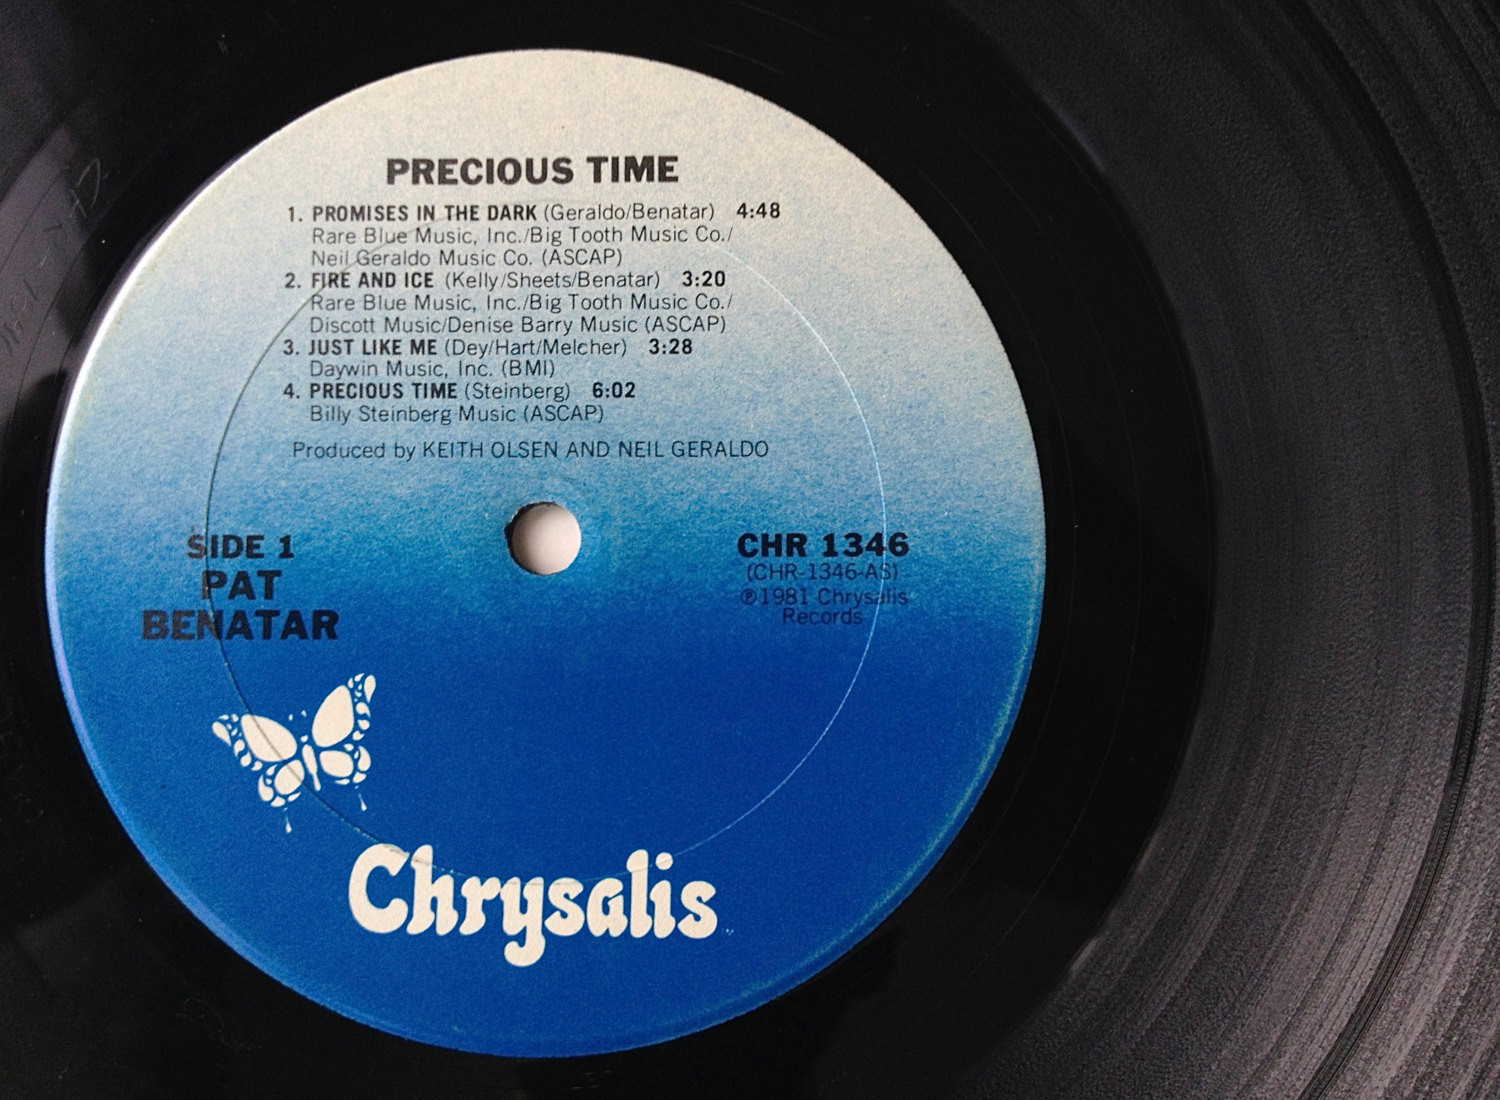 PRECIOUS TIME
1. PROMISES IN THE DARK (Geraldo/Benatar) 4:48
Rare Blue Music, Inc./Big Tooth Music Co./
Neil Geraldo Music Co. (ASCAP)
2. FIRE AND ICE (Kelly/Sheets/Benatar) 3:20
Rare Blue Music, Inc./Big Tooth Music Co./
Discott Music/Denise Barry Music (ASCAP)
3. JUST LIKE ME (Dey/Hart/Melcher) 3:28
Daywin Music, Inc. (BMI)
4. PRECIOUS TIME (Steinberg) 6:02
Billy Steinberg Music (ASCAP)
Produced by KEITH OLSEN AND NEIL GERALDO
SIDE 1
PAT
BENATAR
CHR 1346
(CHR-1346-AS)
℗1981 Chrysalis
Records
Chrysalis